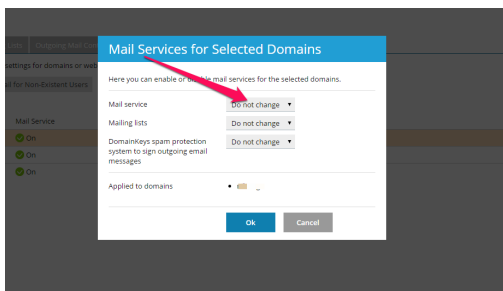 Lists Outgoing Mail Con
settings for domains or web
ail for Non-Existent Users
Mail Service
On
On
On
Mail Services for Selected Domains
Here you can enable or disable mail services for the selected domains.
Mail service Do not change
Mailing lists Do not change
DomainKeys spam protection Do not change
system to sign outgoing email
messages
Applied to domains
Ok Cancel